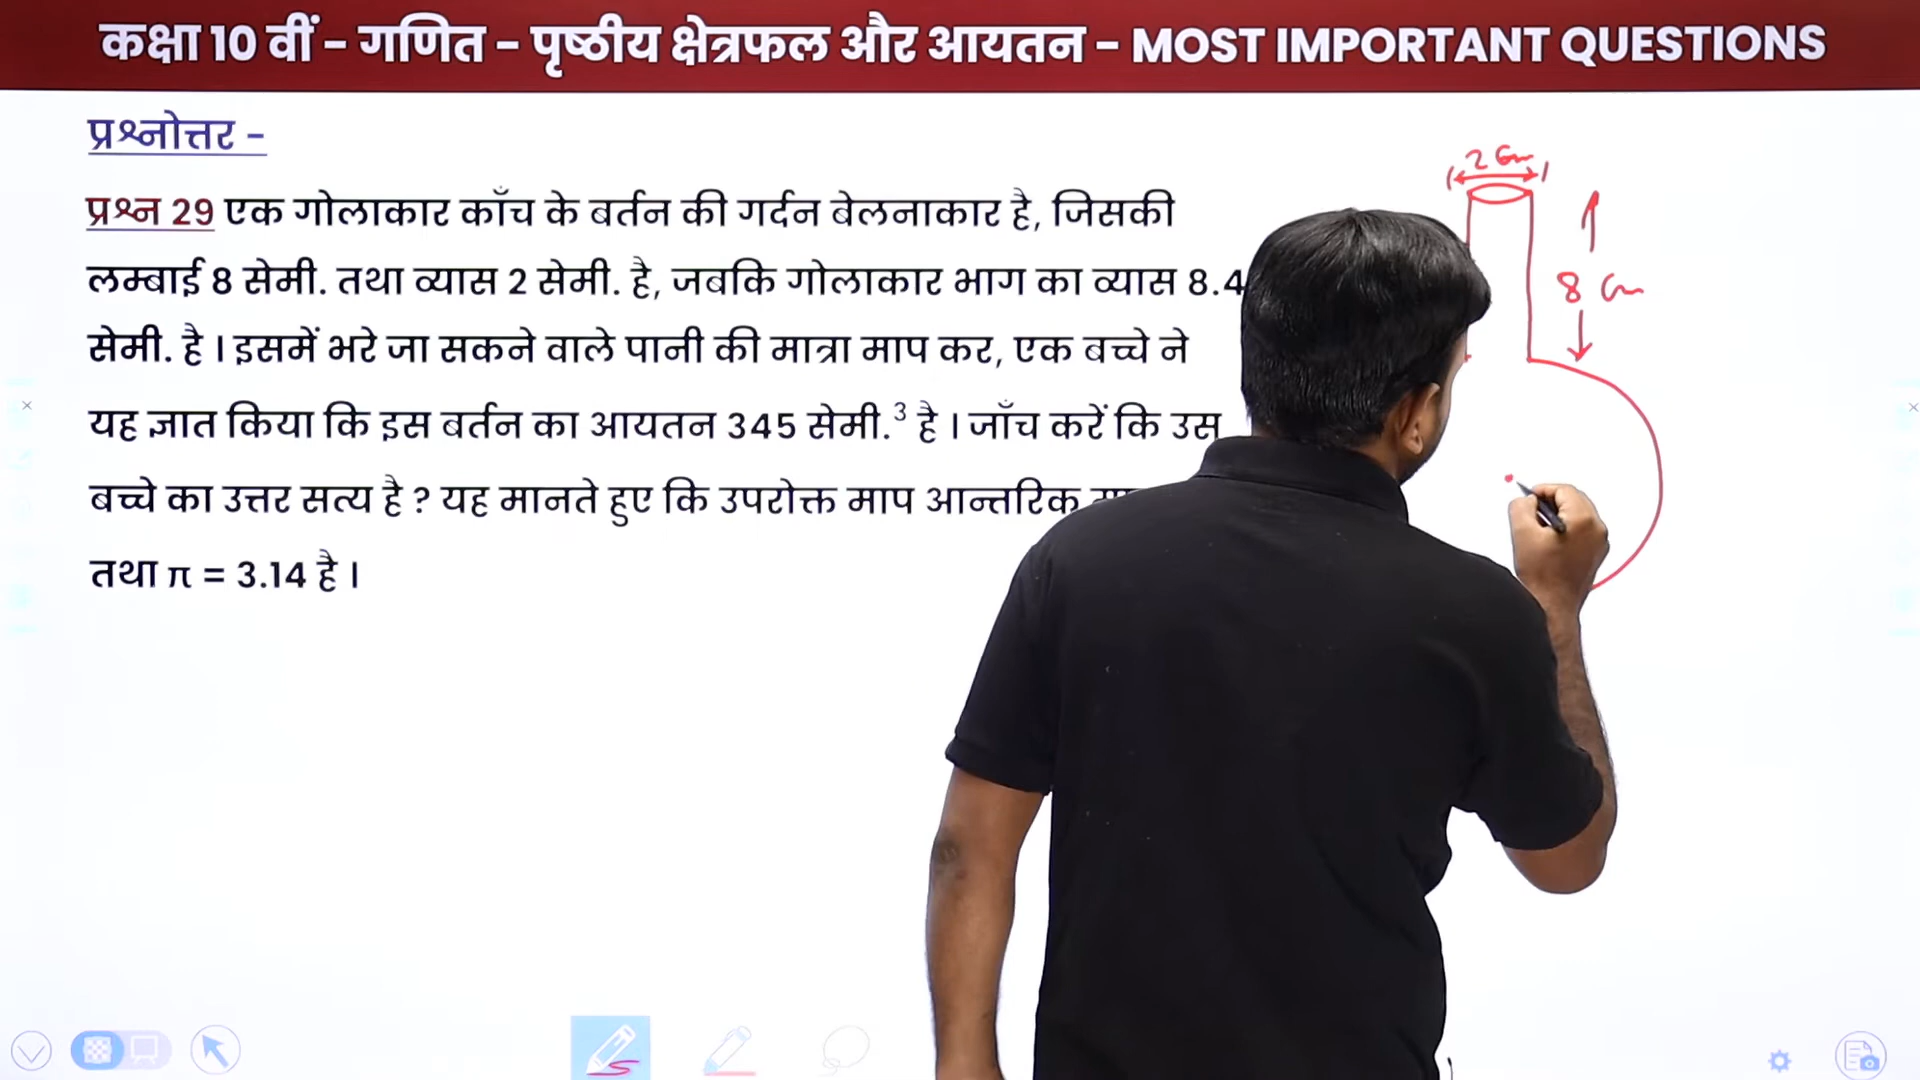 कक्षा 10 वीं - गणित - पृष्ठीय क्षेत्रफल और आयतन - MOST IMPORTANT QUESTIONS
प्रश्नोत्तर -
प्रश्न 29 एक गोलाकार काँच के बर्तन की गर्दन बेलनाकार है, जिसकी
लम्बाई 8 सेमी. तथा व्यास 2 सेमी. है, जबकि गोलाकार भाग का व्यास 8.4
सेमी. है । इसमें भरे जा सकने वाले पानी की मात्रा माप कर, एक बच्चे ने
यह ज्ञात किया कि इस बर्तन का आयतन 345 सेमी.³ है । जाँच करें कि उस
बच्चे का उत्तर सत्य है ? यह मानते हुए कि उपरोक्त माप आन्तरिक
तथा π = 3.14 है ।
2 cm
8 cm